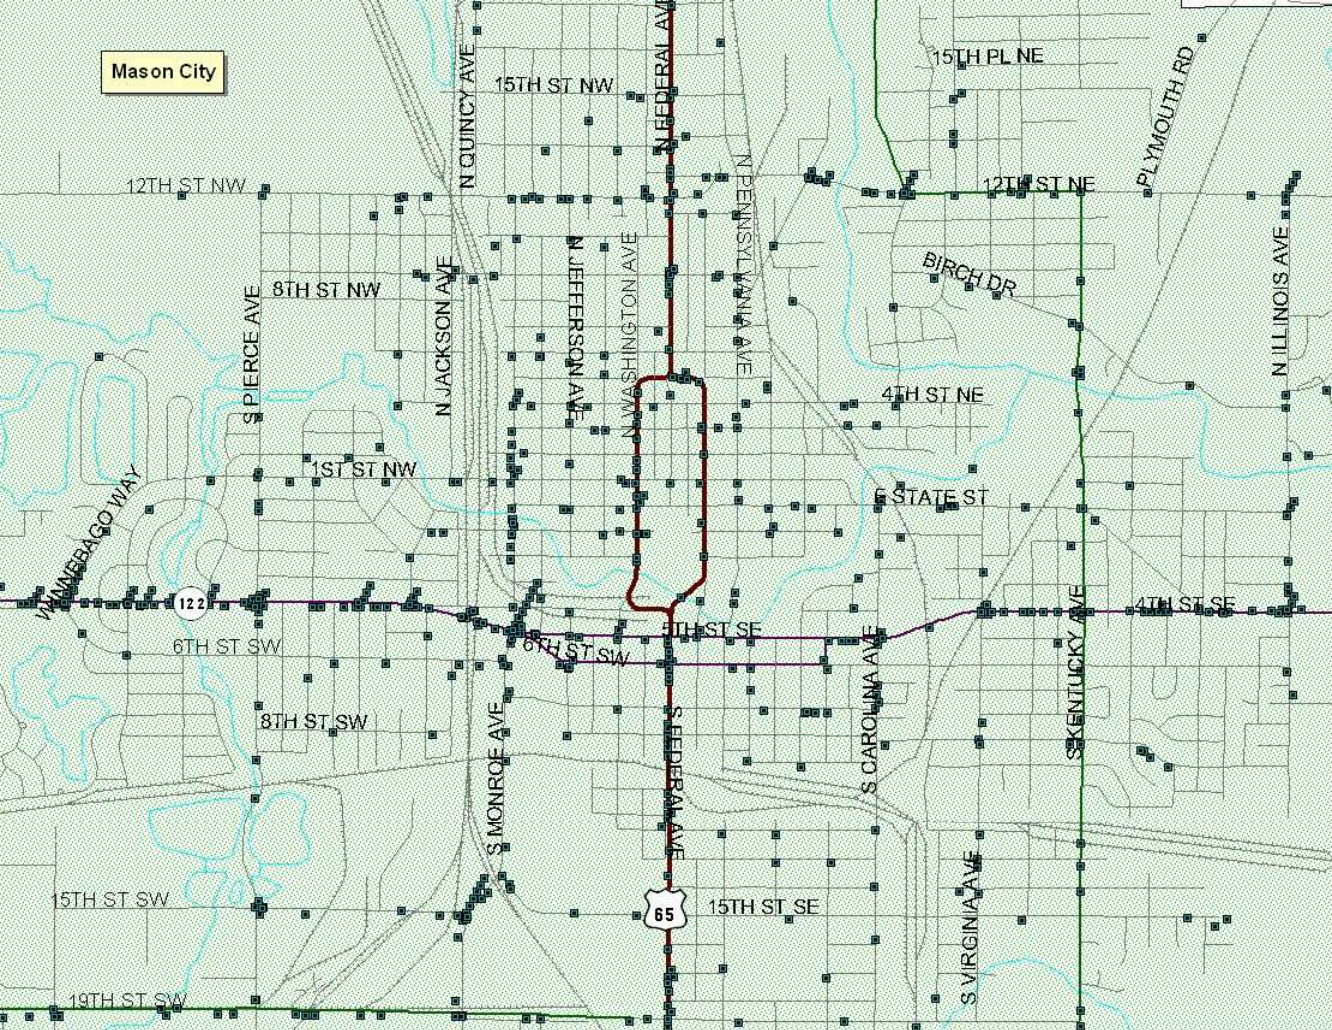 N FEDERAL AVE
15TH PL NE
N QUINCY AVE
PLYMOUTH RD
Mason City
15TH ST NW
N PENNSYLVANIA AVE
12TH ST NW
12TH ST NE
N JEFFERSON AVE
N WASHINGTON AVE
N ILLINOIS AVE
BIRCH DR
N JACKSON AVE
8TH ST NW
S PIERCE AVE
4TH ST NE
1ST ST NW
WINNEBAGO WAY
E STATE ST
122
4TH ST SE
S KENTUCKY AVE
5TH ST SE
6TH ST SW
6TH ST SW
S CAROLINA AVE
S MONROE AVE
S FEDERAL AVE
8TH ST SW
S VIRGINIA AVE
15TH ST SW
65
15TH ST SE
19TH ST SW